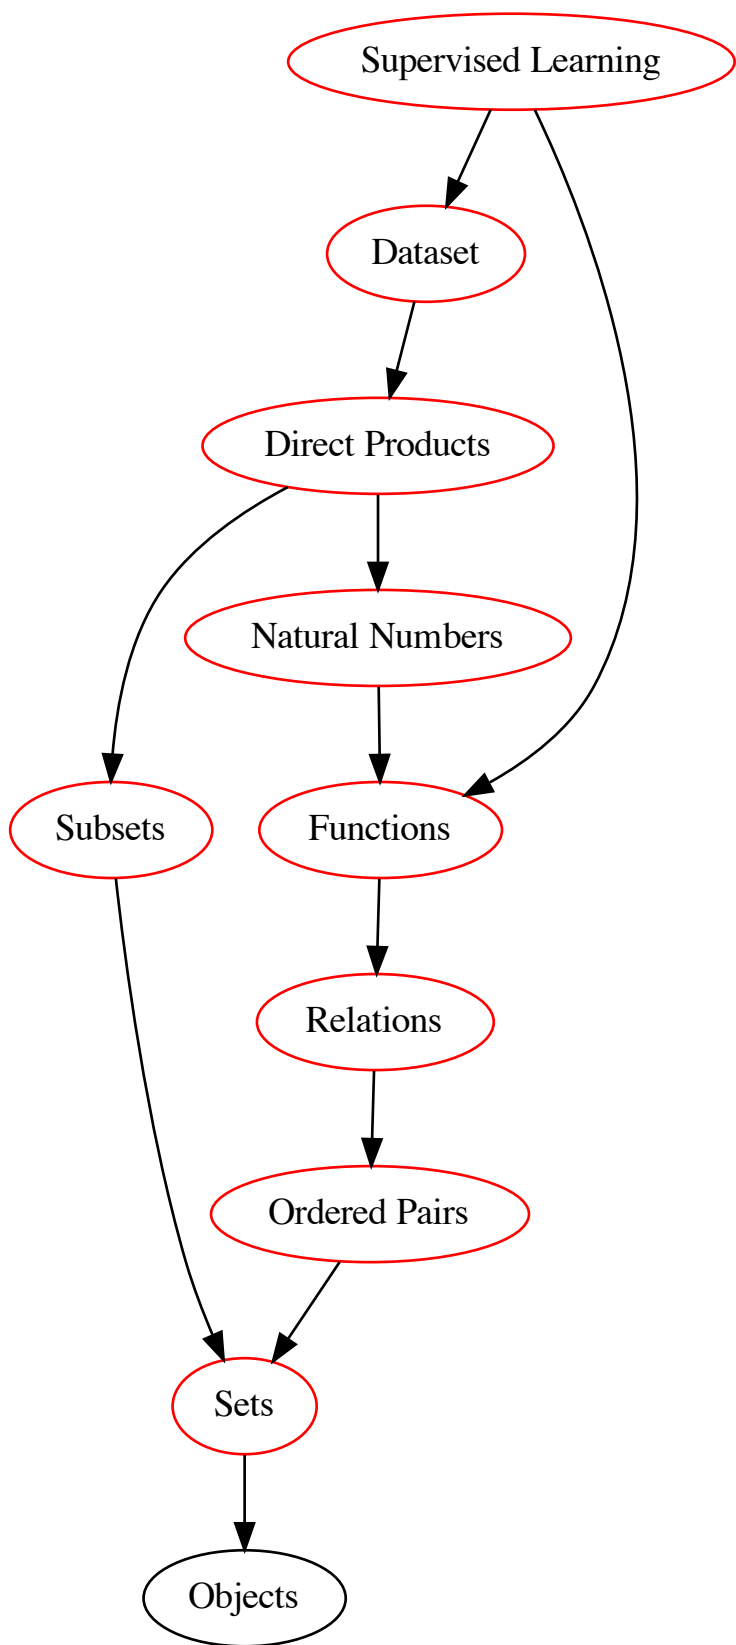 Supervised Learning
Dataset
Direct Products
Natural Numbers
Subsets
Functions
Relations
Ordered Pairs
Sets
Objects